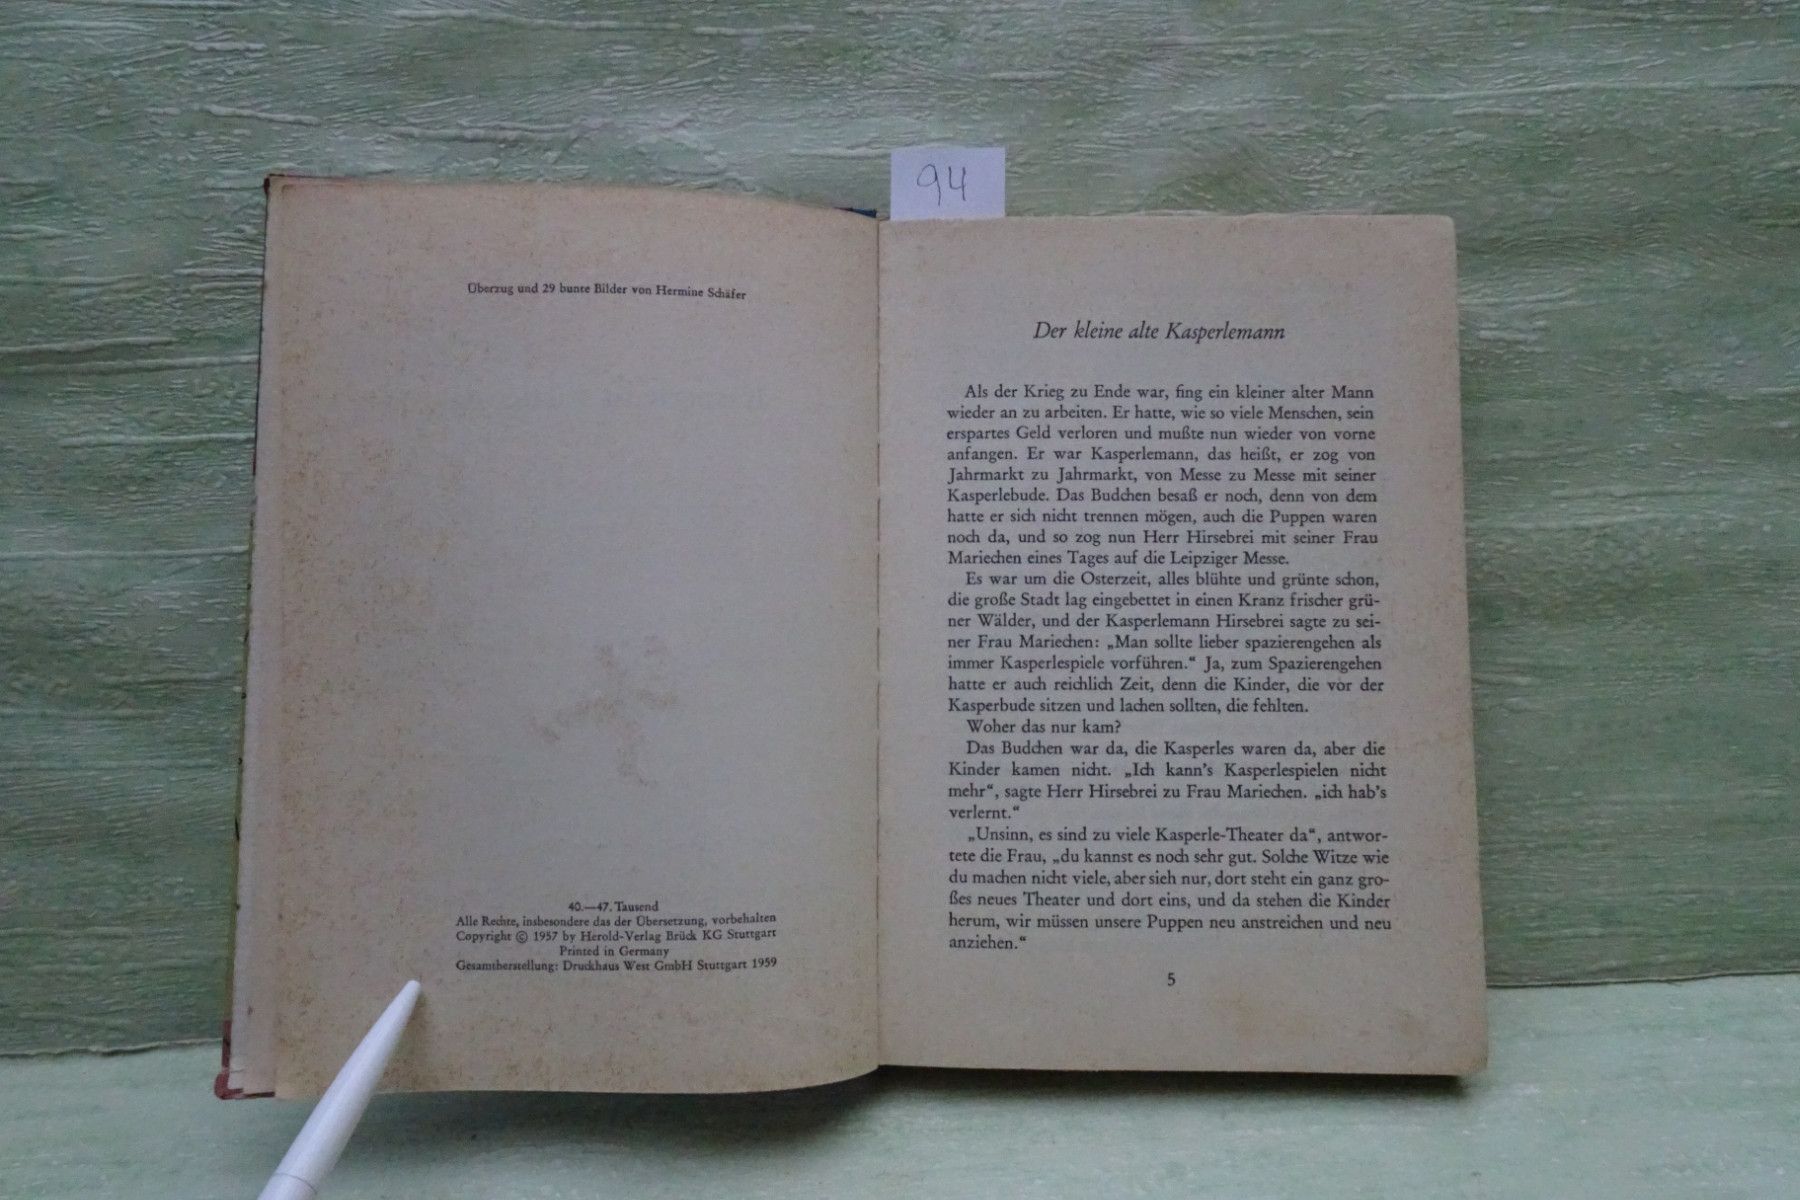 94
Überzug und 29 bunte Bilder von Hermine Schäfer
40.—47. Tausend
Alle Rechte, insbesondere das der Übersetzung, vorbehalten
Copyright © 1957 by Herold-Verlag Brück KG Stuttgart
Printed in Germany
Gesamtherstellung: Druckhaus West GmbH Stuttgart 1959
Der kleine alte Kasperlemann
Als der Krieg zu Ende war, fing ein kleiner alter Mann
wieder an zu arbeiten. Er hatte, wie so viele Menschen, sein
erspartes Geld verloren und mußte nun wieder von vorne
anfangen. Er war Kasperlemann, das heißt, er zog von
Jahrmarkt zu Jahrmarkt, von Messe zu Messe mit seiner
Kasperlebude. Das Budchen besaß er noch, denn von dem
hatte er sich nicht trennen mögen, auch die Puppen waren
noch da, und so zog nun Herr Hirsebrei mit seiner Frau
Mariechen eines Tages auf die Leipziger Messe.
Es war um die Osterzeit, alles blühte und grünte schon,
die große Stadt lag eingebettet in einen Kranz frischer grü-
ner Wälder, und der Kasperlemann Hirsebrei sagte zu sei-
ner Frau Mariechen: „Man sollte lieber spazierengehen als
immer Kasperlespiele vorführen.“ Ja, zum Spazierengehen
hatte er auch reichlich Zeit, denn die Kinder, die vor der
Kasperbude sitzen und lachen sollten, die fehlten.
Woher das nur kam?
Das Budchen war da, die Kasperles waren da, aber die
Kinder kamen nicht. „Ich kann's Kasperlespielen nicht
mehr“, sagte Herr Hirsebrei zu Frau Mariechen. „ich hab's
verlernt.“
„Unsinn, es sind zu viele Kasperle-Theater da“, antwor-
tete die Frau, „du kannst es noch sehr gut. Solche Witze wie
du machen nicht viele, aber sieh nur, dort steht ein ganz gro-
ßes neues Theater und dort eins, und da stehen die Kinder
herum, wir müssen unsere Puppen neu anstreichen und neu
anziehen.“
5